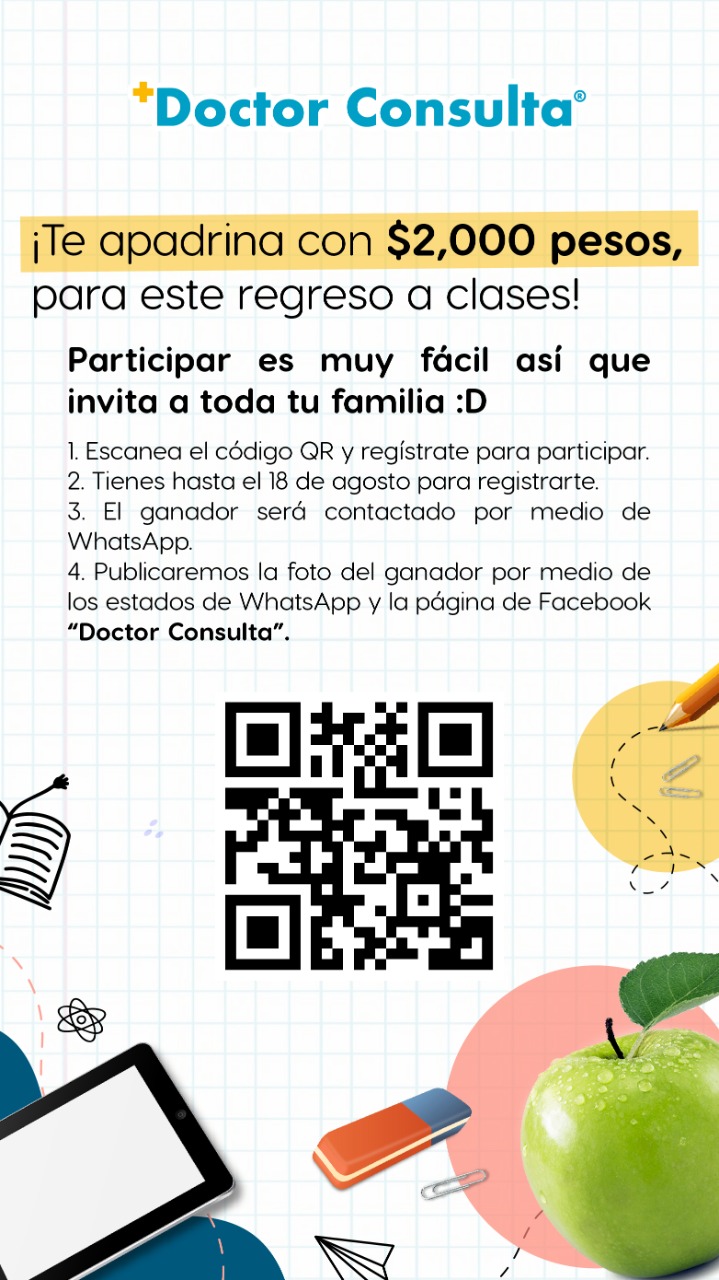 Doctor Consulta®
¡Te apadrina con $2,000 pesos,
para este regreso a clases!
Participar es muy fácil así que
invita a toda tu familia :D
1. Escanea el código QR y regístrate para participar.
2. Tienes hasta el 18 de agosto para registrarte.
3. El ganador será contactado por medio de
WhatsApp.
4. Publicaremos la foto del ganador por medio de
los estados de WhatsApp y la página de Facebook
“Doctor Consulta”.